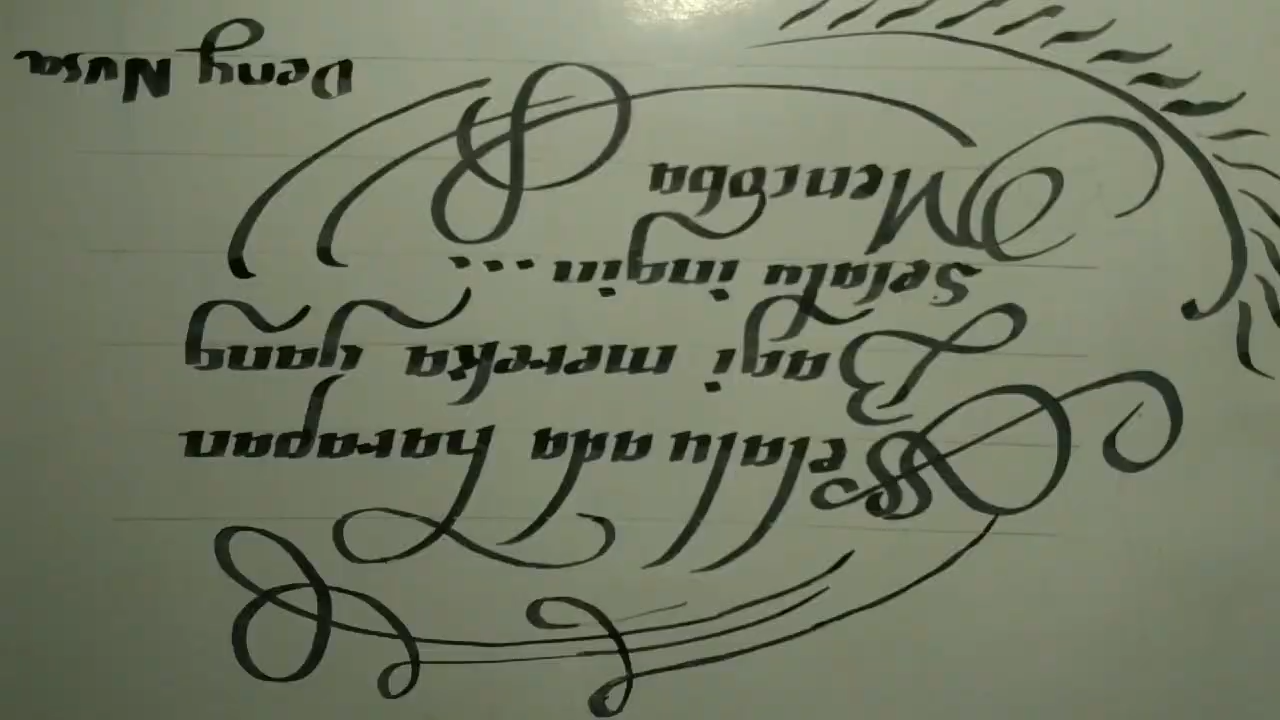 Selalu ada harapan
Bagi mereka yang
Selalu ingin...
Mencoba
Deny Nusa